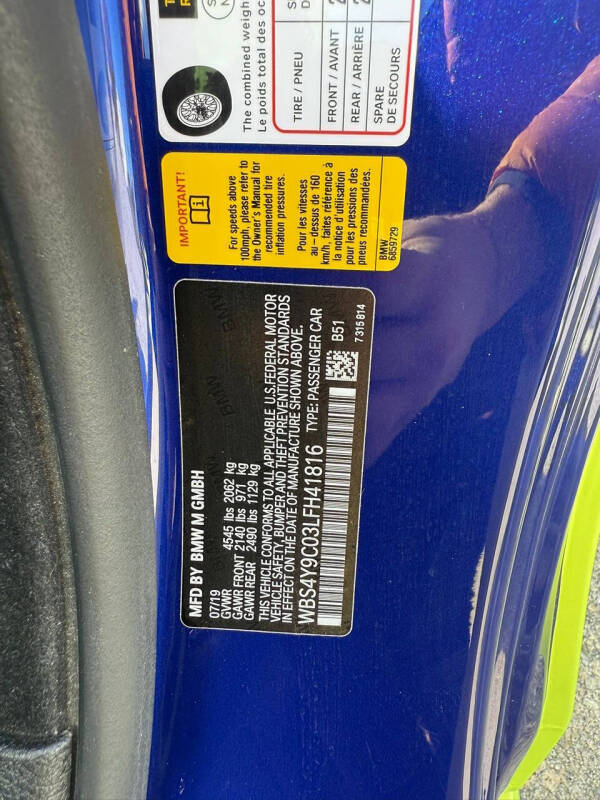 The combined weigh
Le poids total des oc
TIRE / PNEU
FRONT / AVANT
REAR / ARRIÈRE
SPARE
DE SECOURS
IMPORTANT!
For speeds above
100mph, please refer to
the Owner's Manual for
recommended tire
inflation pressures.
Pour les vitesses
au – dessus de 160
km/h, faites référence à
la notice d'utilisation
pour les pressions des
pneus recommandées.
BMW
6859729
MFD BY BMW M GMBH
07/19
GVWR 4545 lbs 2062 kg
GAWR FRONT 2140 lbs 971 kg
GAWR REAR 2490 lbs 1129 kg
THIS VEHICLE CONFORMS TO ALL APPLICABLE U.S.FEDERAL MOTOR
VEHICLE SAFETY, BUMPER AND THEFT PREVENTION STANDARDS
IN EFFECT ON THE DATE OF MANUFACTURE SHOWN ABOVE.
WBS4Y9C03LFH41816 TYPE: PASSENGER CAR
B51
7315814